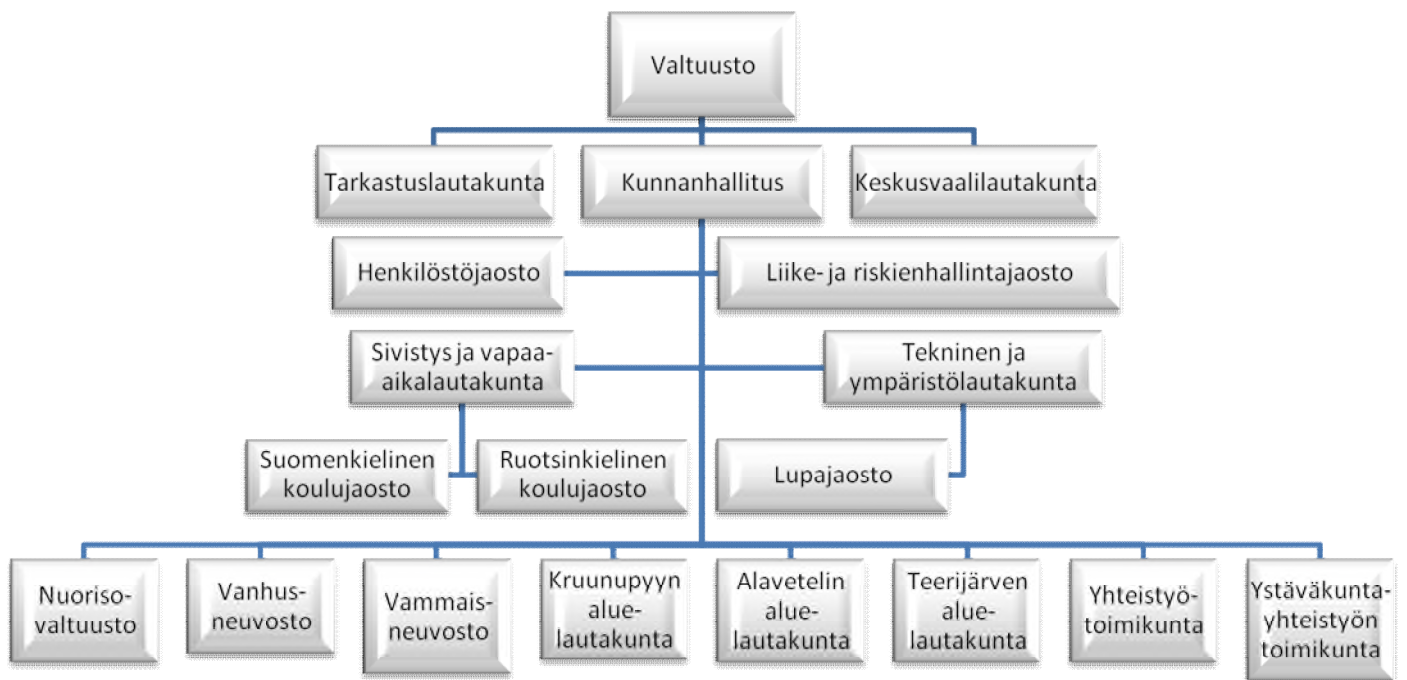 Valtuusto
Tarkastuslautakunta
Kunnanhallitus
Keskusvaalilautakunta
Henkilöstöjaosto
Liike- ja riskienhallintajaosto
Sivistys ja vapaa-
aikalautakunta
Tekninen ja
ympäristölautakunta
Suomenkielinen
koulujaosto
Ruotsinkielinen
koulujaosto
Lupajaosto
Nuoriso-
valtuusto
Vanhus-
neuvosto
Vammais-
neuvosto
Kruunupyyn
alue-
lautakunta
Alavetelin
alue-
lautakunta
Teerijärven
alue-
lautakunta
Yhteistyö-
toimikunta
Ystäväkunta-
yhteistyön
toimikunta